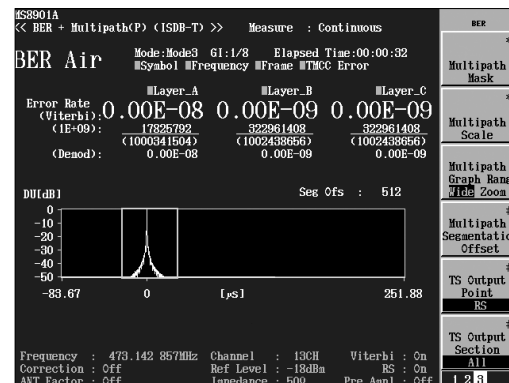 MS8901A
<< BER + Multipath(P) (ISDB-T) >> Measure : Continuous
BER Air
Mode:Mode3 GI:1/8 Elapsed Time:00:00:32
Symbol Frequency Frame TMCC Error
Layer_A Layer_B Layer_C
Error Rate (Viterbi): 0.00E-08 0.00E-09 0.00E-09
(1E+09): 17825792 322961408 322961408
(1000341504) (1002438656) (1002438656)
(Demod): 0.00E-08 0.00E-09 0.00E-09
DU[dB] Seg Ofs : 512
0
-10
-20
-30
-40
-50
-83.67 0 [µs] 251.88
Frequency : 473.142 857MHz Channel : 13CH Viterbi : On
Correction : Off Ref Level : -18dBm RS : On
ANT Factor : Off Impedance : 50Ω Pre Ampl : Off
BER
*
Multipath
Mask
*
Multipath
Scale
Multipath
Graph Rang
Wide Zoom
*
Multipath
Segmentatio
Offset
*
TS Output
Point
RS
*
TS Output
Section
All
1 2 3